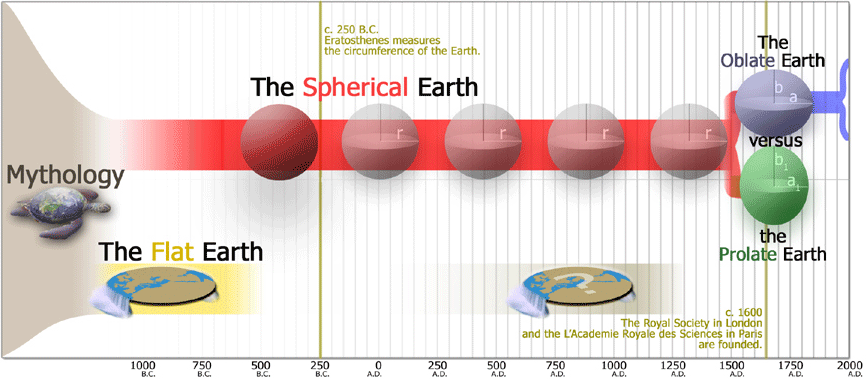 c. 250 B.C.
Eratosthenes measures
the circumference of the Earth.
The Spherical Earth
The
Oblate Earth
b
a
r
r
r
r
versus
b1
a1
Mythology
the
Prolate Earth
The Flat Earth
?
c. 1600
The Royal Society in London
and the L'Academie Royale des Sciences in Paris
are founded.
1000 750 500 250 0 250 500 750 1000 1250 1500 1750 2000
B.C. B.C. B.C. B.C. A.D. A.D. A.D. A.D. A.D. A.D. A.D. A.D. A.D.